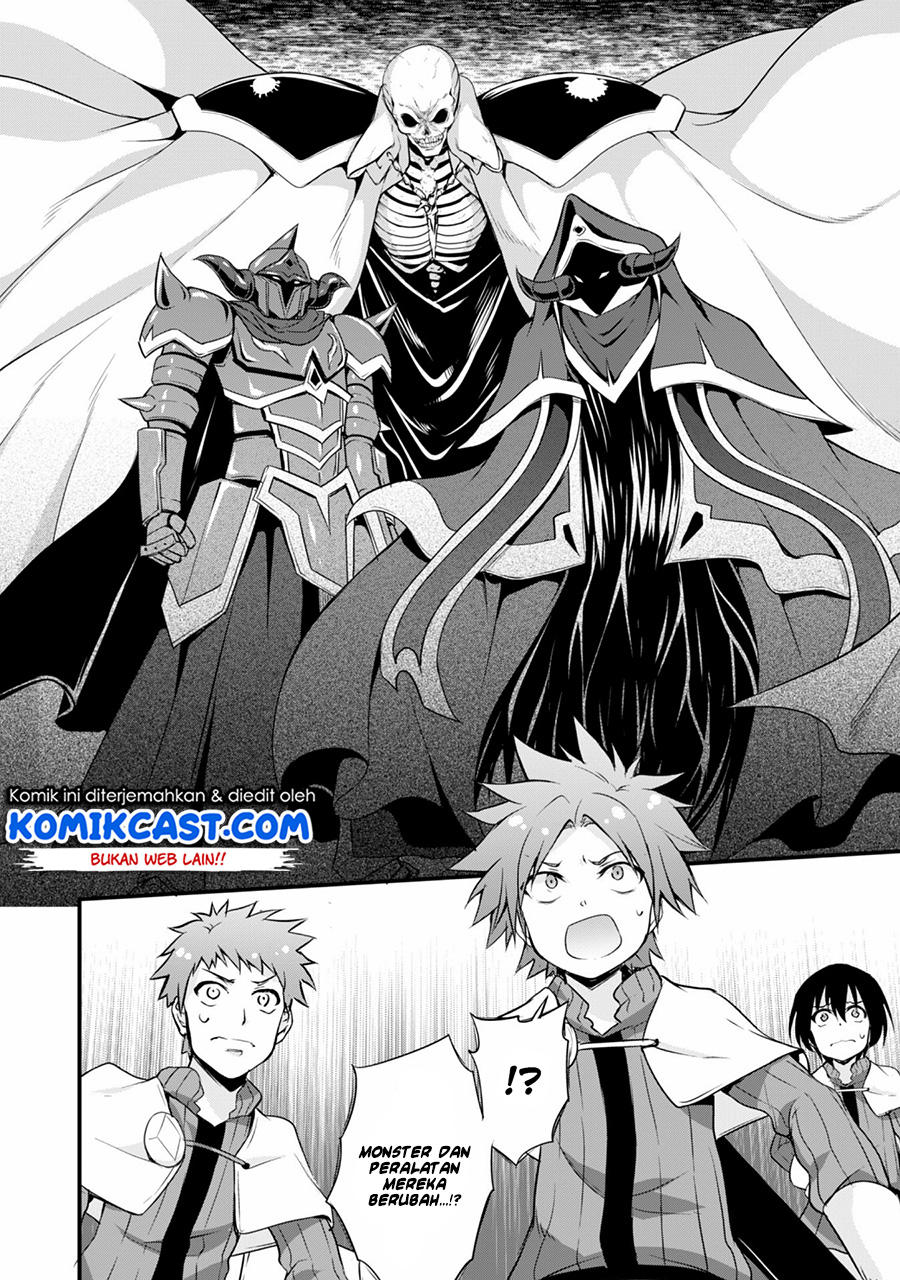 Komik ini diterjemahkan & diedit oleh
KOMIKCAST.COM
BUKAN WEB LAIN!!
!?
MONSTER DAN
PERALATAN
MEREKA
BERUBAH...!?